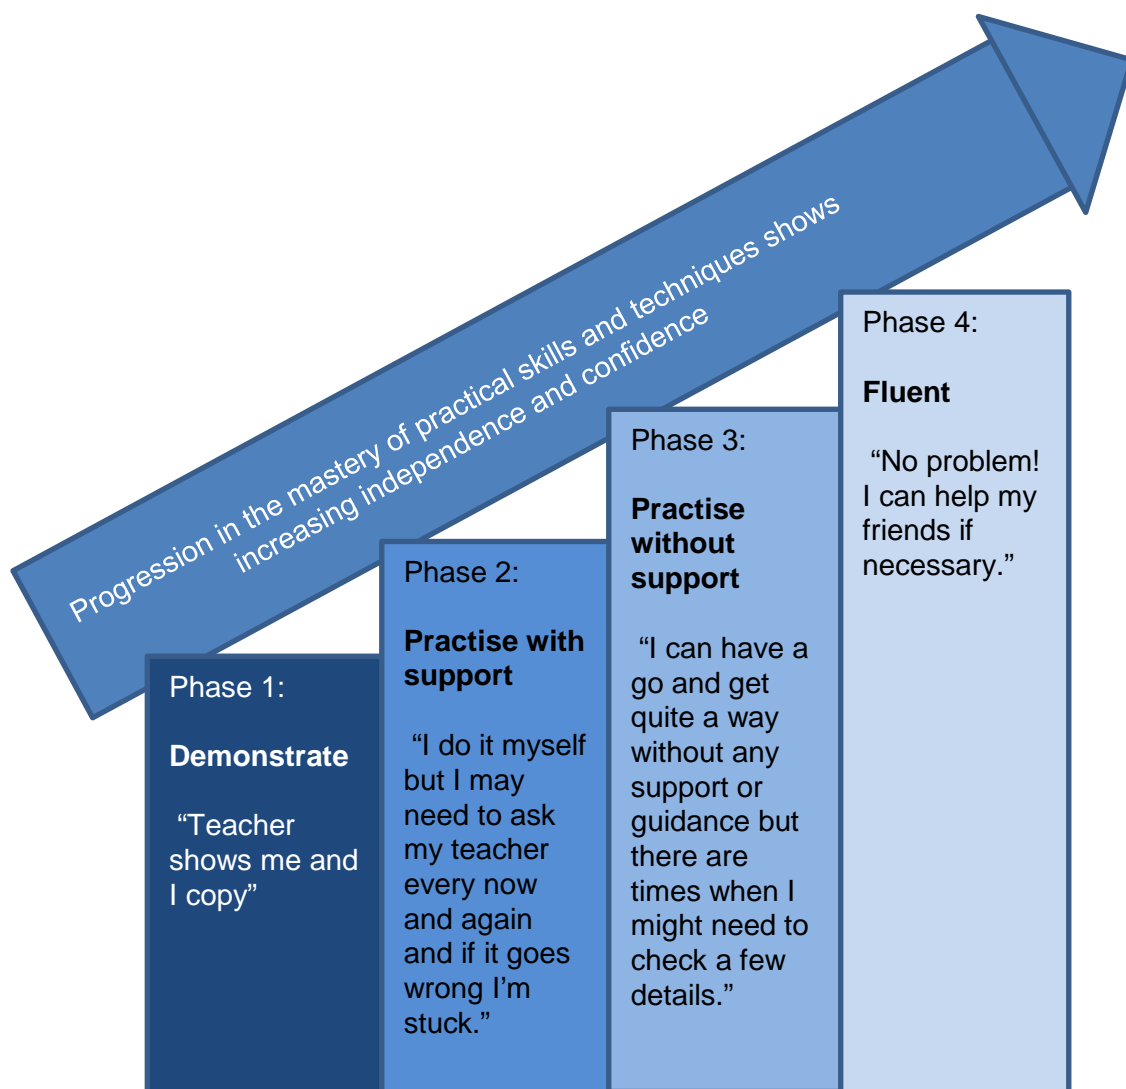 Progression in the mastery of practical skills and techniques shows
increasing independence and confidence
Phase 1:
Demonstrate
“Teacher
shows me and
I copy”
Phase 2:
Practise with
support
“I do it myself
but I may
need to ask
my teacher
every now
and again
and if it goes
wrong I’m
stuck.”
Phase 3:
Practise
without
support
“I can have a
go and get
quite a way
without any
support or
guidance but
there are
times when I
might need to
check a few
details.”
Phase 4:
Fluent
“No problem!
I can help my
friends if
necessary.”